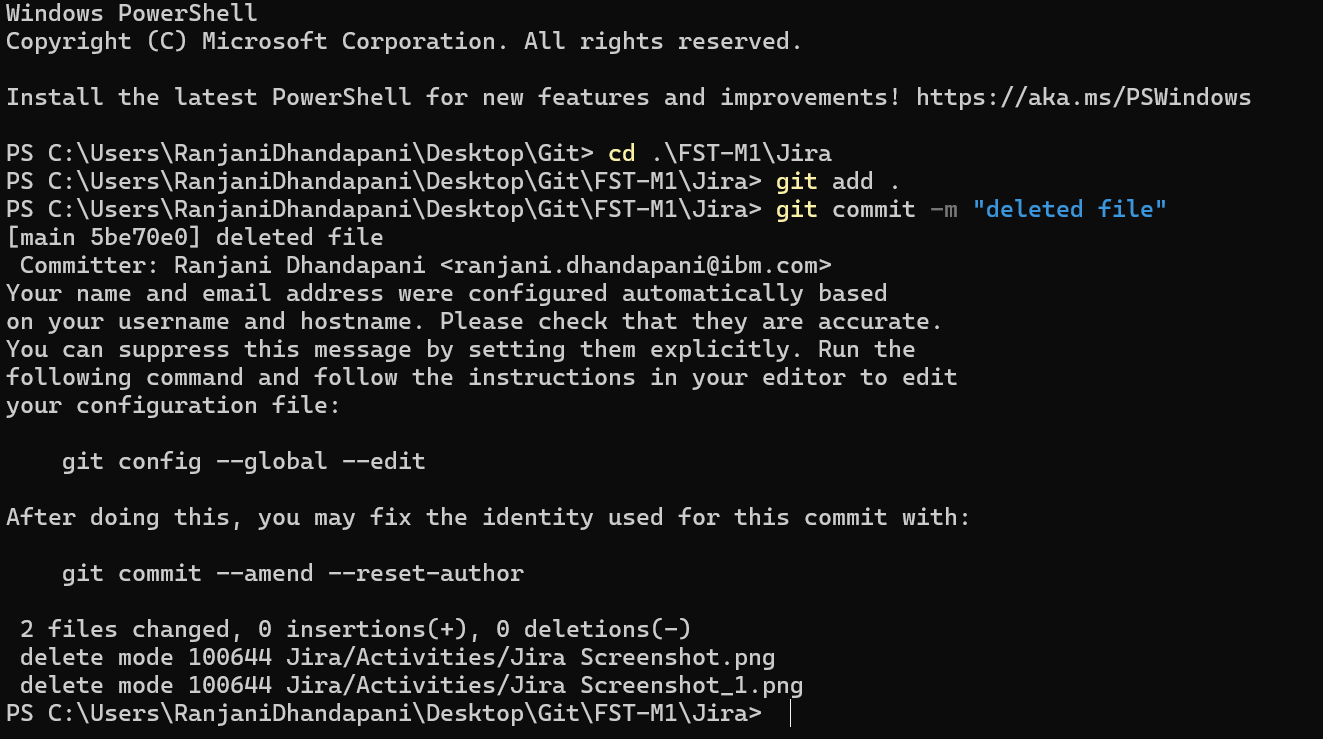 Windows PowerShell
Copyright (C) Microsoft Corporation. All rights reserved.
Install the latest PowerShell for new features and improvements! https://aka.ms/PSWindows
PS C:\Users\RanjaniDhandapani\Desktop\Git> cd .\FST-M1\Jira
PS C:\Users\RanjaniDhandapani\Desktop\Git\FST-M1\Jira> git add .
PS C:\Users\RanjaniDhandapani\Desktop\Git\FST-M1\Jira> git commit -m "deleted file"
[main 5be70e0] deleted file
 Committer: Ranjani Dhandapani <ranjani.dhandapani@ibm.com>
Your name and email address were configured automatically based
on your username and hostname. Please check that they are accurate.
You can suppress this message by setting them explicitly. Run the
following command and follow the instructions in your editor to edit
your configuration file:
    git config --global --edit
After doing this, you may fix the identity used for this commit with:
    git commit --amend --reset-author
 2 files changed, 0 insertions(+), 0 deletions(-)
 delete mode 100644 Jira/Activities/Jira Screenshot.png
 delete mode 100644 Jira/Activities/Jira Screenshot_1.png
PS C:\Users\RanjaniDhandapani\Desktop\Git\FST-M1\Jira>